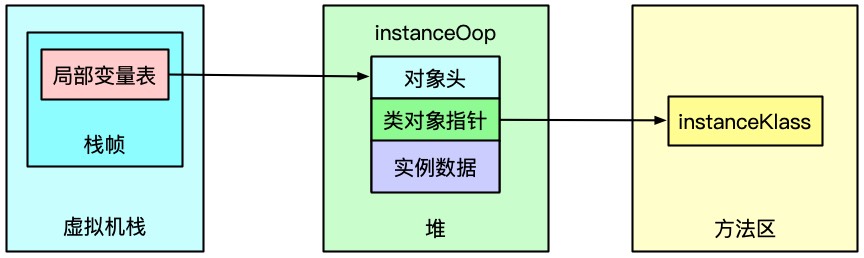 局部变量表
栈帧
虚拟机栈
instanceOop
对象头
类对象指针
实例数据
堆
instanceKlass
方法区